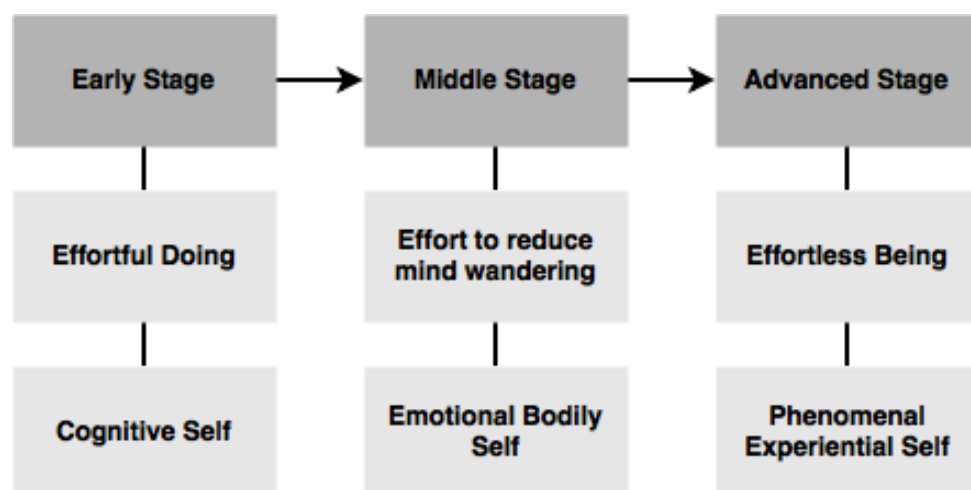 Early Stage
Middle Stage
Advanced Stage
Effortful Doing
Effort to reduce
mind wandering
Effortless Being
Cognitive Self
Emotional Bodily
Self
Phenomenal
Experiential Self